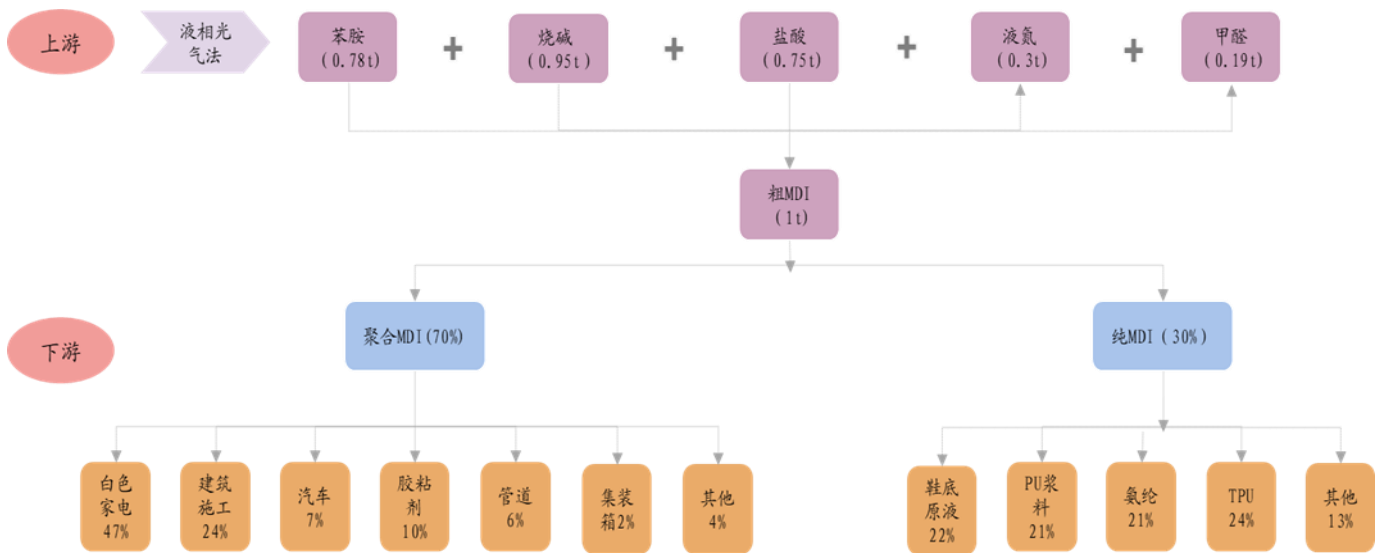 上游
液相光
气法
苯胺
(0.78t)
+
烧碱
(0.95t)
+
盐酸
(0.75t)
+
液氮
(0.3t)
+
甲醛
(0.19t)
粗MDI
(1t)
下游
聚合MDI(70%)
纯MDI(30%)
白色
家电
47%
建筑
施工
24%
汽车
7%
胶粘
剂
10%
管道
6%
集装
箱2%
其他
4%
鞋底
原液
22%
PU浆
料
21%
氨纶
21%
TPU
24%
其他
13%